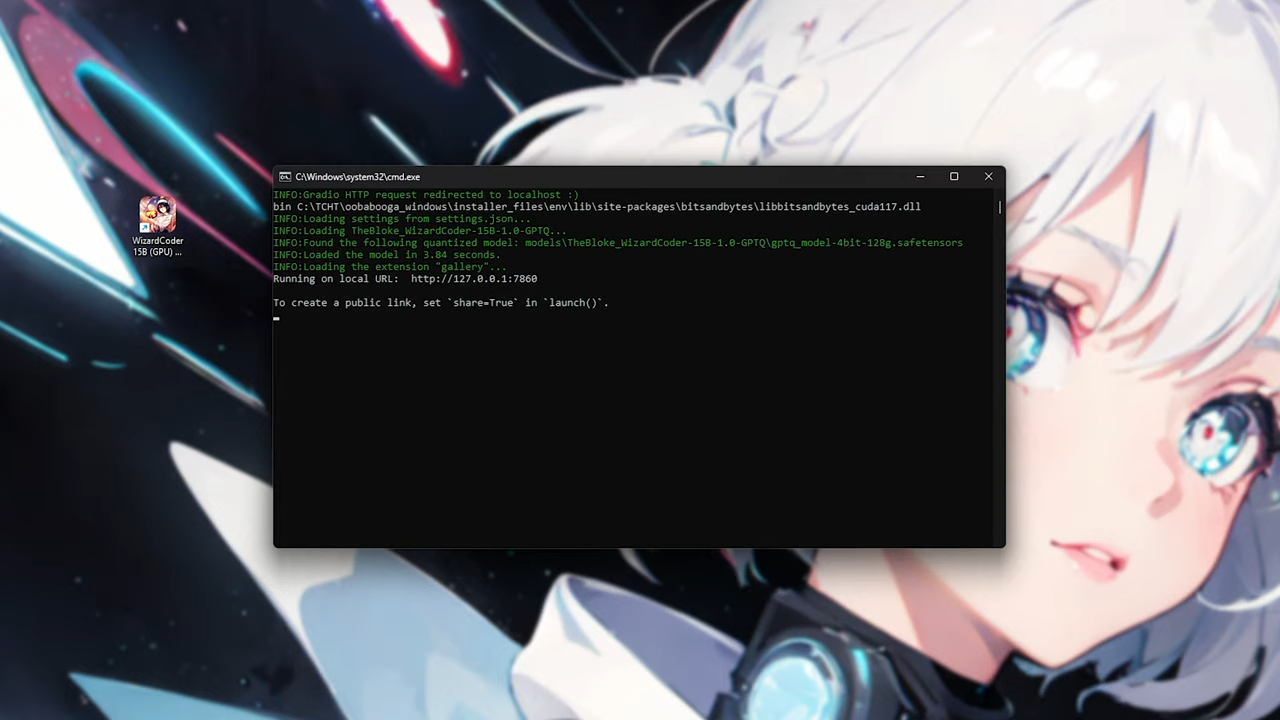 C:\Windows\system32\cmd.exe
INFO:Gradio HTTP request redirected to localhost :)
bin C:\TCHT\oobabooga_windows\installer_files\env\lib\site-packages\bitsandbytes\libbitsandbytes_cuda117.dll
INFO:Loading settings from settings.json...
INFO:Loading TheBloke_WizardCoder-15B-1.0-GPTQ...
INFO:Found the following quantized model: models\TheBloke_WizardCoder-15B-1.0-GPTQ\gptq_model-4bit-128g.safetensors
INFO:Loaded the model in 3.84 seconds.
INFO:Loading the extension "gallery"...
Running on local URL:  http://127.0.0.1:7860
To create a public link, set `share=True` in `launch()`.
WizardCoder
15B (GPU) ...